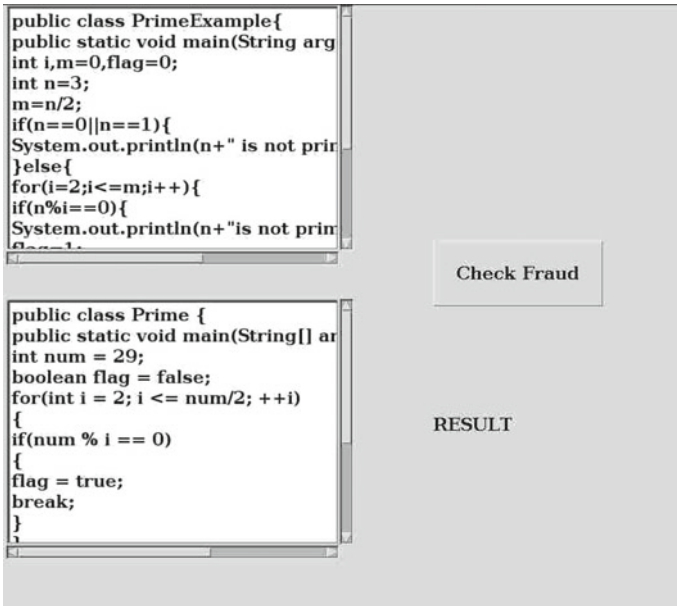 public class PrimeExample{
public static void main(String arg
int i,m=0,flag=0;
int n=3;
m=n/2;
if(n==0||n==1){
System.out.println(n+" is not prin
}else{
for(i=2;i<=m;i++){
if(n%i==0){
System.out.println(n+"is not prim
flag=1;
Check Fraud
public class Prime {
public static void main(String[] ar
int num = 29;
boolean flag = false;
for(int i = 2; i <= num/2; ++i)
{
if(num % i == 0)
{
flag = true;
break;
}
}
RESULT